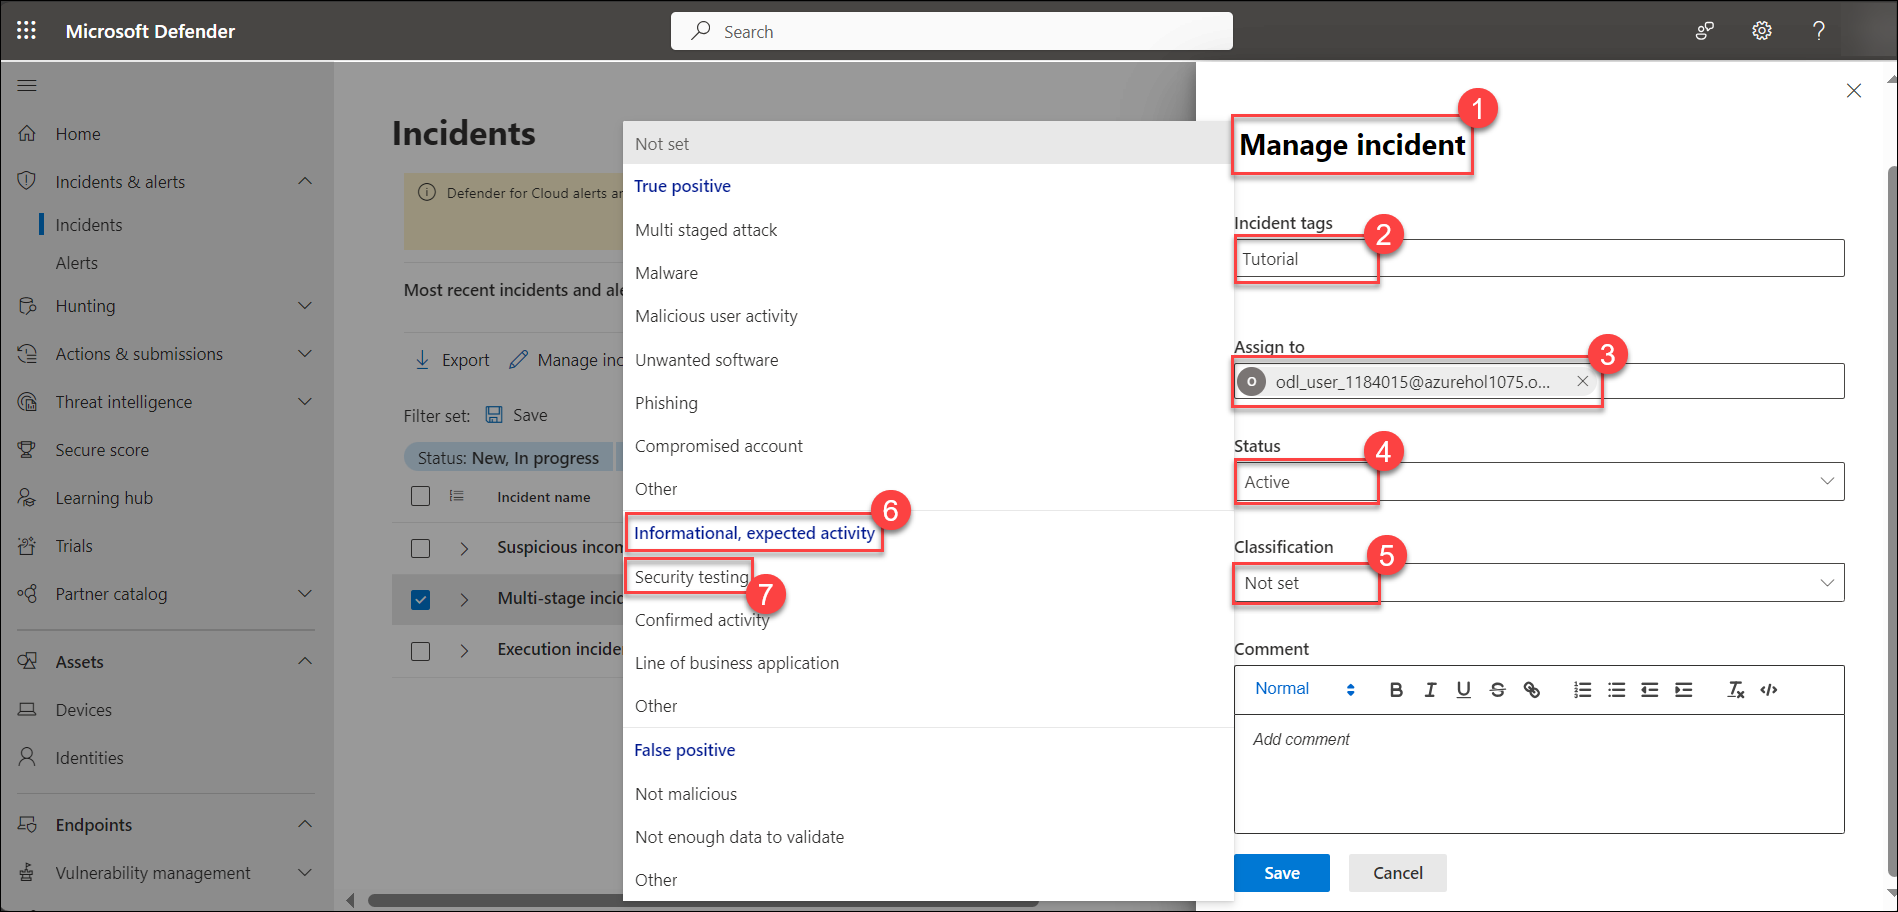 Microsoft Defender
Search
?
Home
Incidents & alerts
Incidents
Alerts
Hunting
Actions & submissions
Threat intelligence
Secure score
Learning hub
Trials
Partner catalog
Assets
Devices
Identities
Endpoints
Vulnerability management
Incidents
Defender for Cloud alerts ar
Most recent incidents and ale
Export
Manage inc
Filter set:
Save
Status: New, In progress
Incident name
Suspicious incon
Multi-stage incid
Execution incide
Not set
True positive
Multi staged attack
Malware
Malicious user activity
Unwanted software
Phishing
Compromised account
Other
Informational, expected activity
6
Security testing
7
Confirmed activity
Line of business application
Other
False positive
Not malicious
Not enough data to validate
Other
Manage incident
1
Incident tags
2
Tutorial
Assign to
3
O
odl_user_1184015@azurehol1075.o...
Status
4
Active
Classification
5
Not set
Comment
Normal
B I U S
Add comment
Save
Cancel